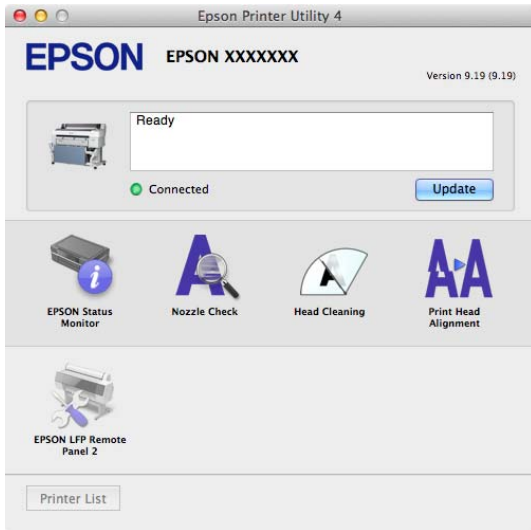 Epson Printer Utility 4
EPSON
EPSON XXXXXXX
Version 9.19 (9.19)
Ready
Connected
Update
EPSON Status
Monitor
Nozzle Check
Head Cleaning
Print Head
Alignment
EPSON LFP Remote
Panel 2
Printer List